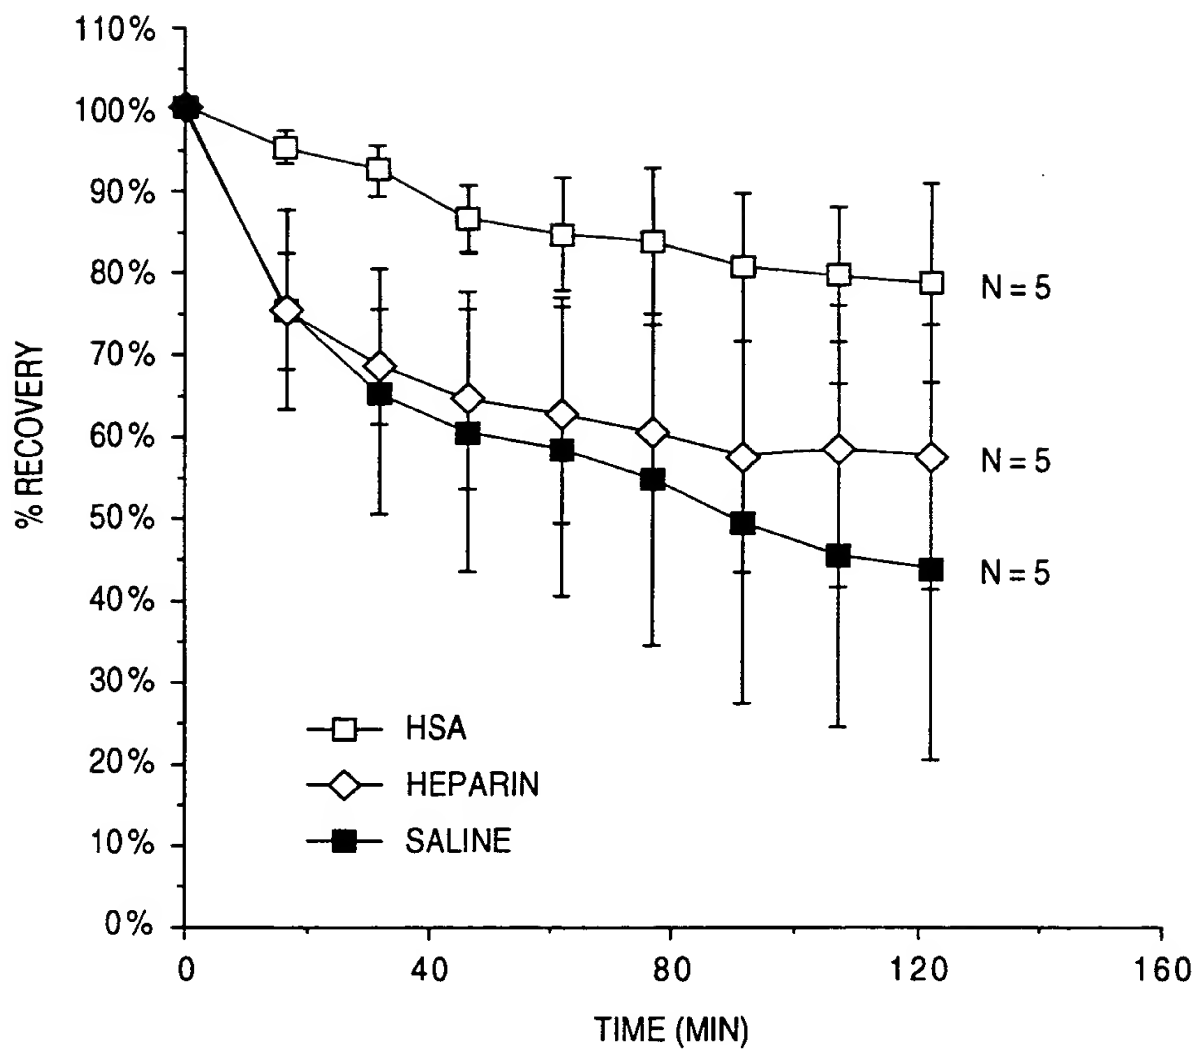 110%
100%
90%
80%
70%
60%
50%
40%
30%
20%
10%
0%
% RECOVERY
N = 5
N = 5
N = 5
HSA
HEPARIN
SALINE
0 40 80 120 160
TIME (MIN)